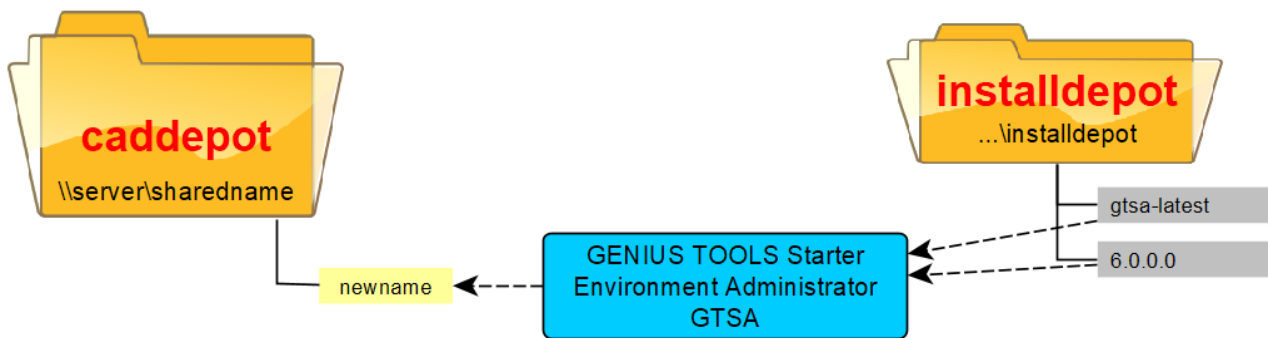 caddepot
\\server\sharedname
newname
GENIUS TOOLS Starter
Environment Administrator
GTSA
installdepot
...\installdepot
gtsa-latest
6.0.0.0